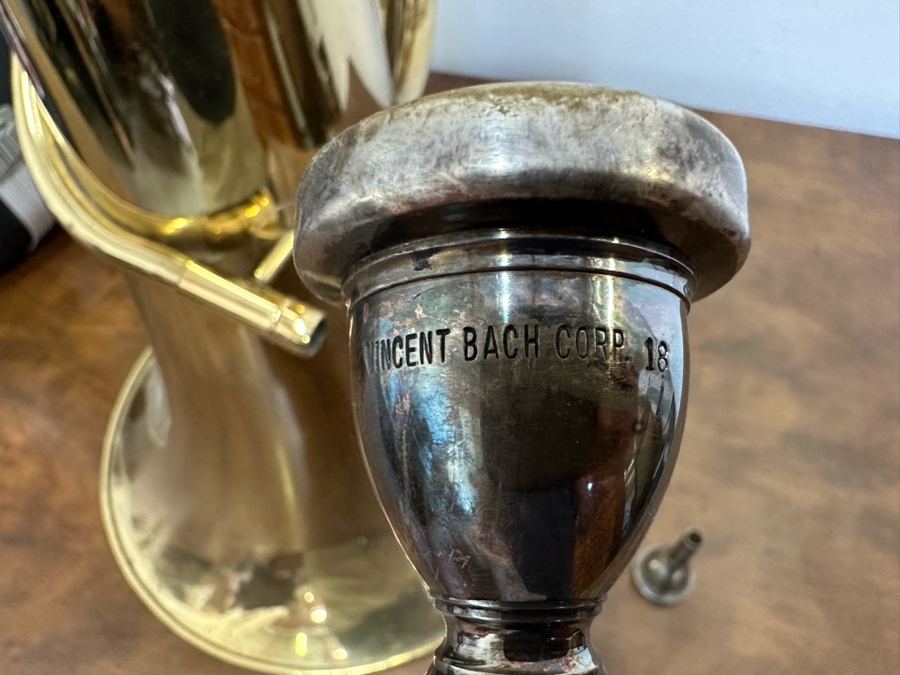 VINCENT BACH CORP. 18